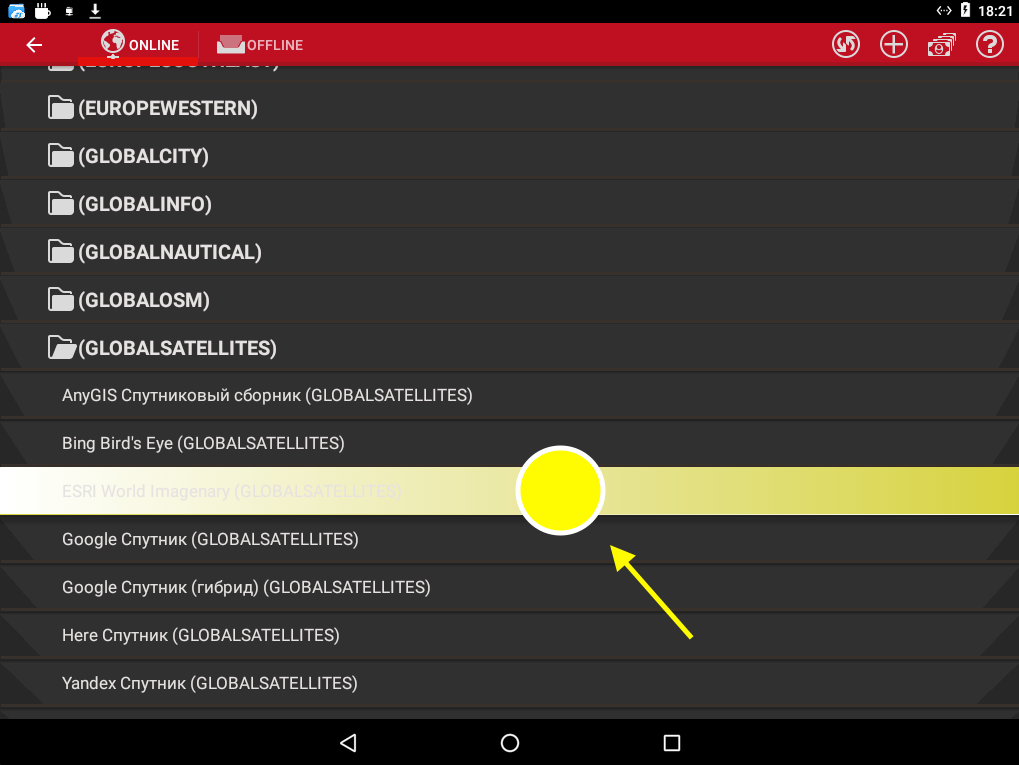 18:21
ONLINE
OFFLINE
(EUROPESOUTHEAST)
(EUROPEWESTERN)
(GLOBALCITY)
(GLOBALINFO)
(GLOBALNAUTICAL)
(GLOBALOSM)
(GLOBALSATELLITES)
AnyGIS Спутниковый сборник (GLOBALSATELLITES)
Bing Bird's Eye (GLOBALSATELLITES)
ESRI World Imagenary (GLOBALSATELLITES)
Google Спутник (GLOBALSATELLITES)
Google Спутник (гибрид) (GLOBALSATELLITES)
Here Спутник (GLOBALSATELLITES)
Yandex Спутник (GLOBALSATELLITES)